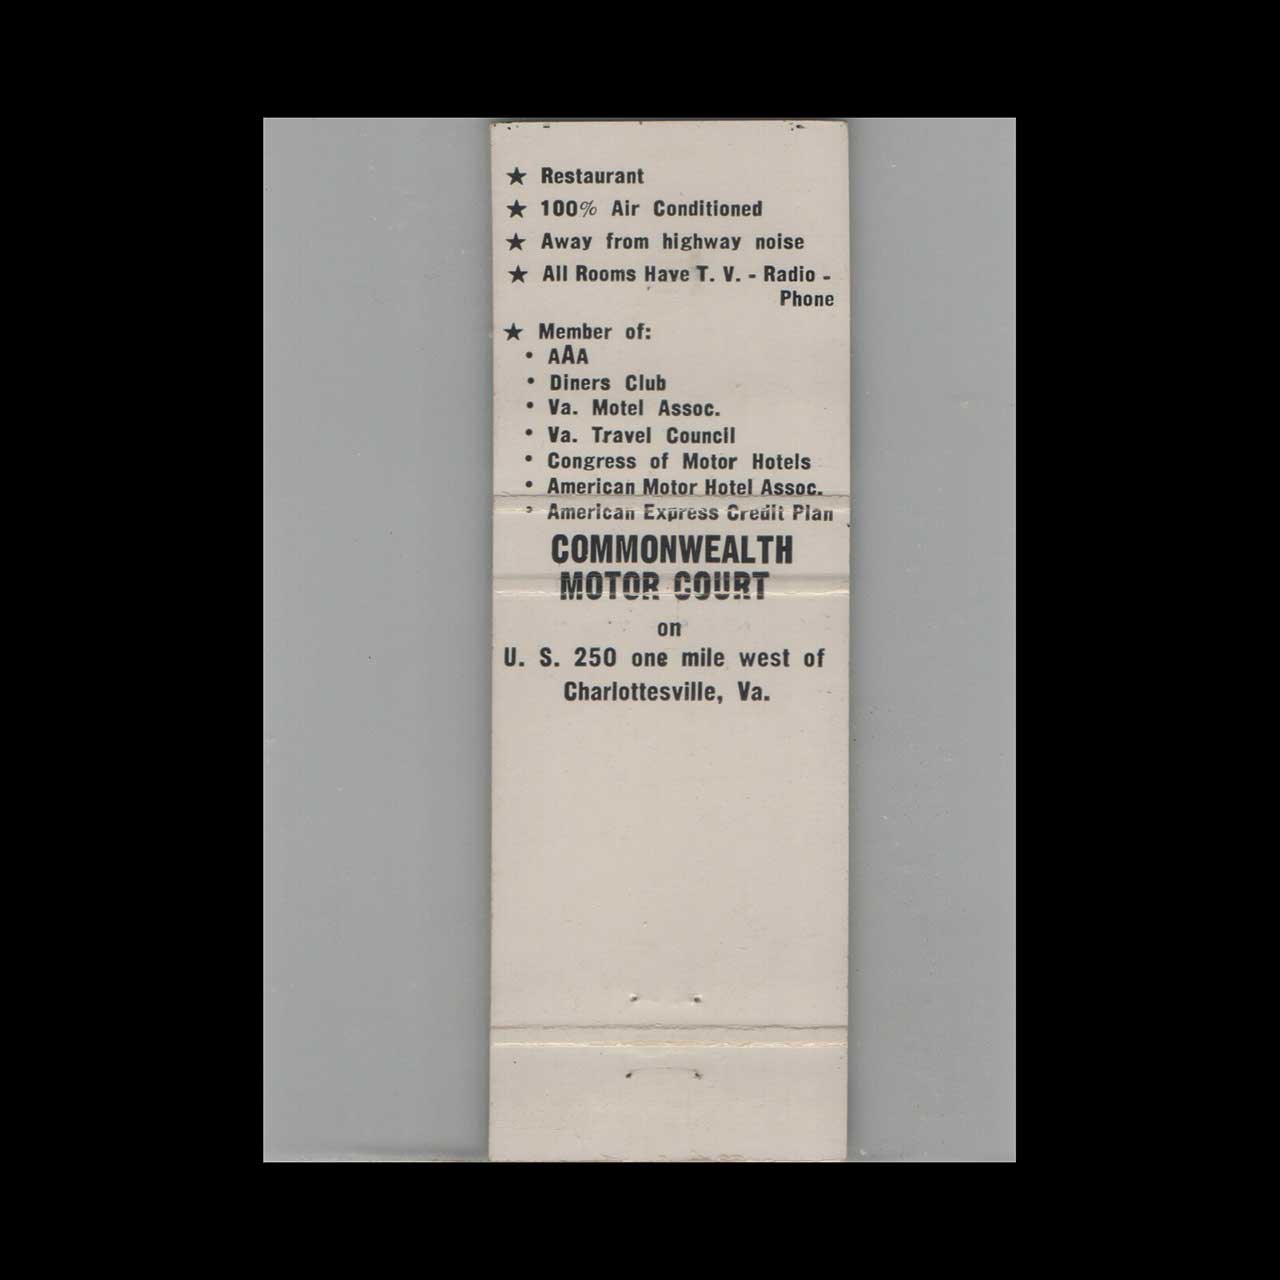 ★ Restaurant
★ 100% Air Conditioned
★ Away from highway noise
★ All Rooms Have T. V. - Radio -
Phone
★ Member of:
• AAA
• Diners Club
• Va. Motel Assoc.
• Va. Travel Council
• Congress of Motor Hotels
• American Motor Hotel Assoc.
• American Express Credit Plan
COMMONWEALTH
MOTOR COURT
on
U. S. 250 one mile west of
Charlottesville, Va.